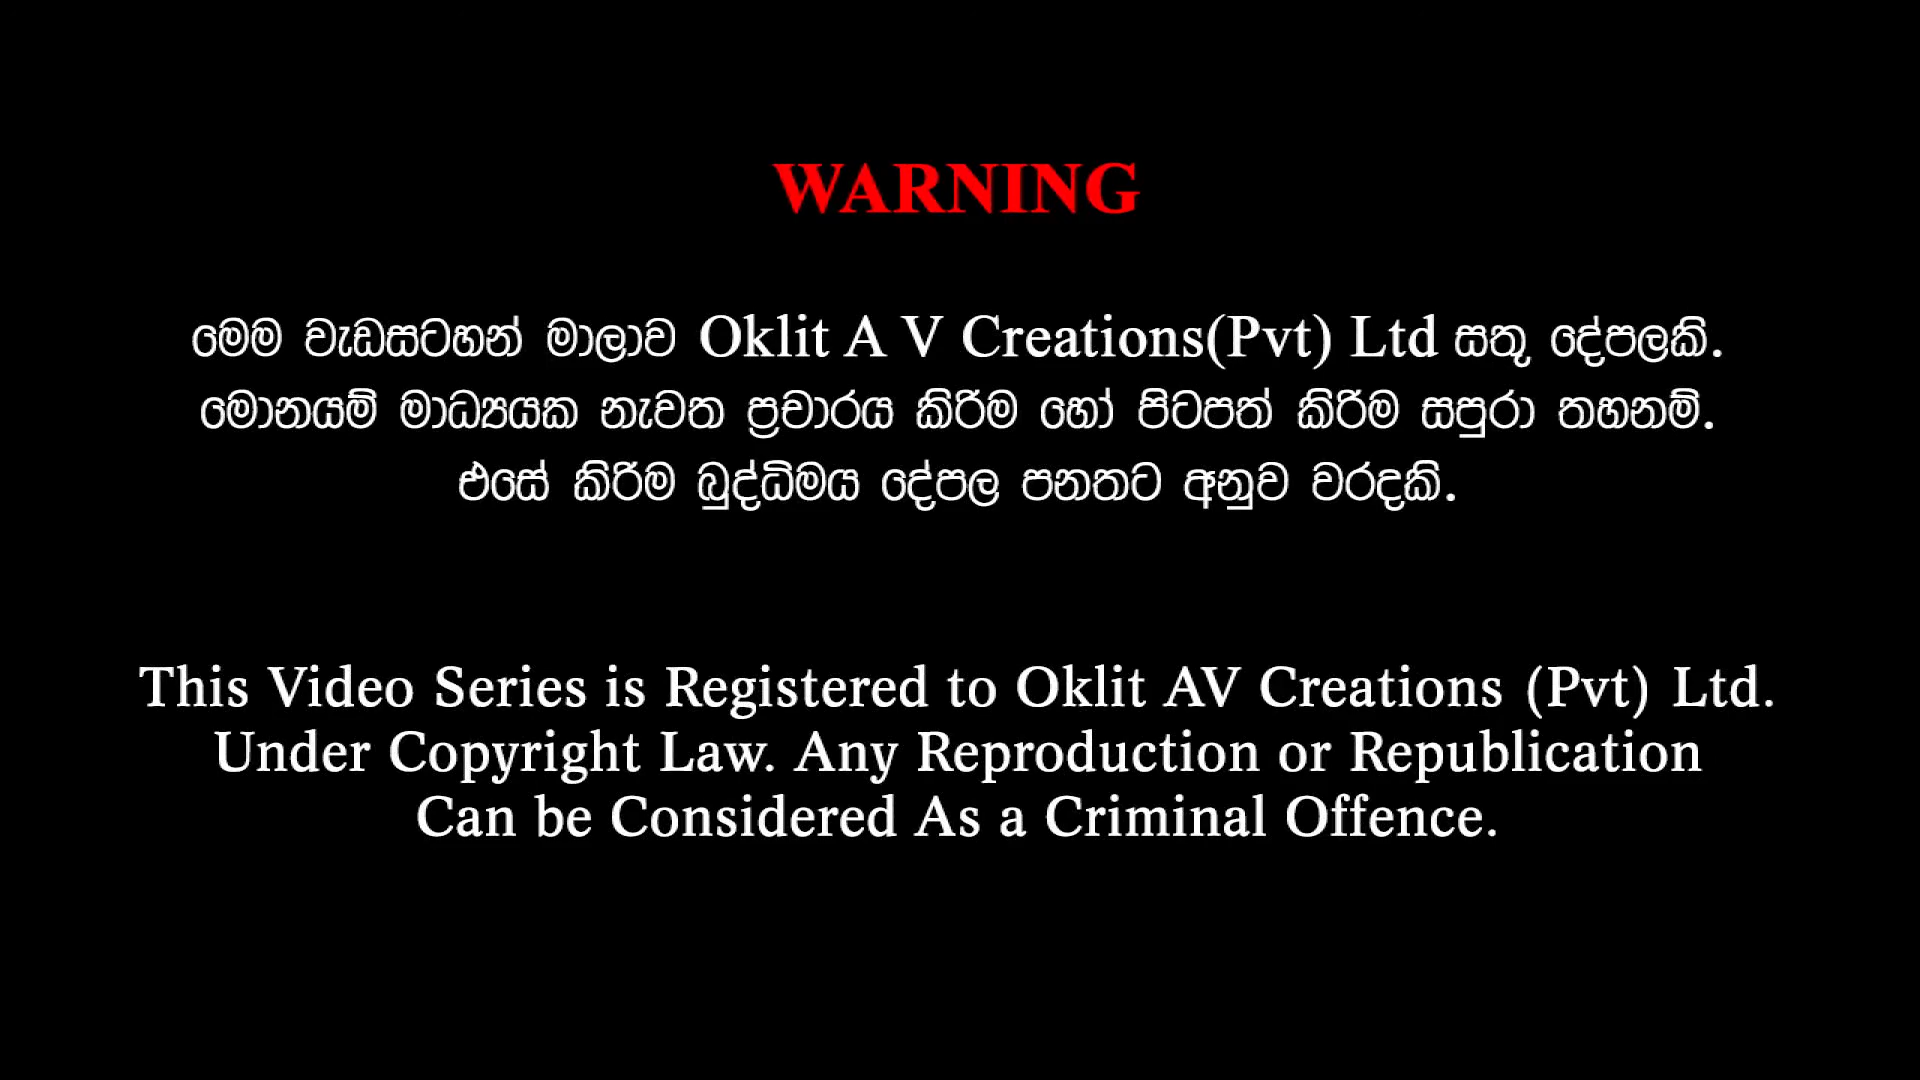 WARNING
මෙම වැඩසටහන් මාලාව Oklit A V Creations(Pvt) Ltd සතු දේපලකි.
මොනයම් මාධ්‍යයක නැවත ප්‍රචාරය කිරිම හෝ පිටපත් කිරිම සපුරා තහනම්.
එසේ කිරිම බුද්ධිමය දේපල පනතට අනුව වරදකි.
This Video Series is Registered to Oklit AV Creations (Pvt) Ltd.
Under Copyright Law. Any Reproduction or Republication
Can be Considered As a Criminal Offence.